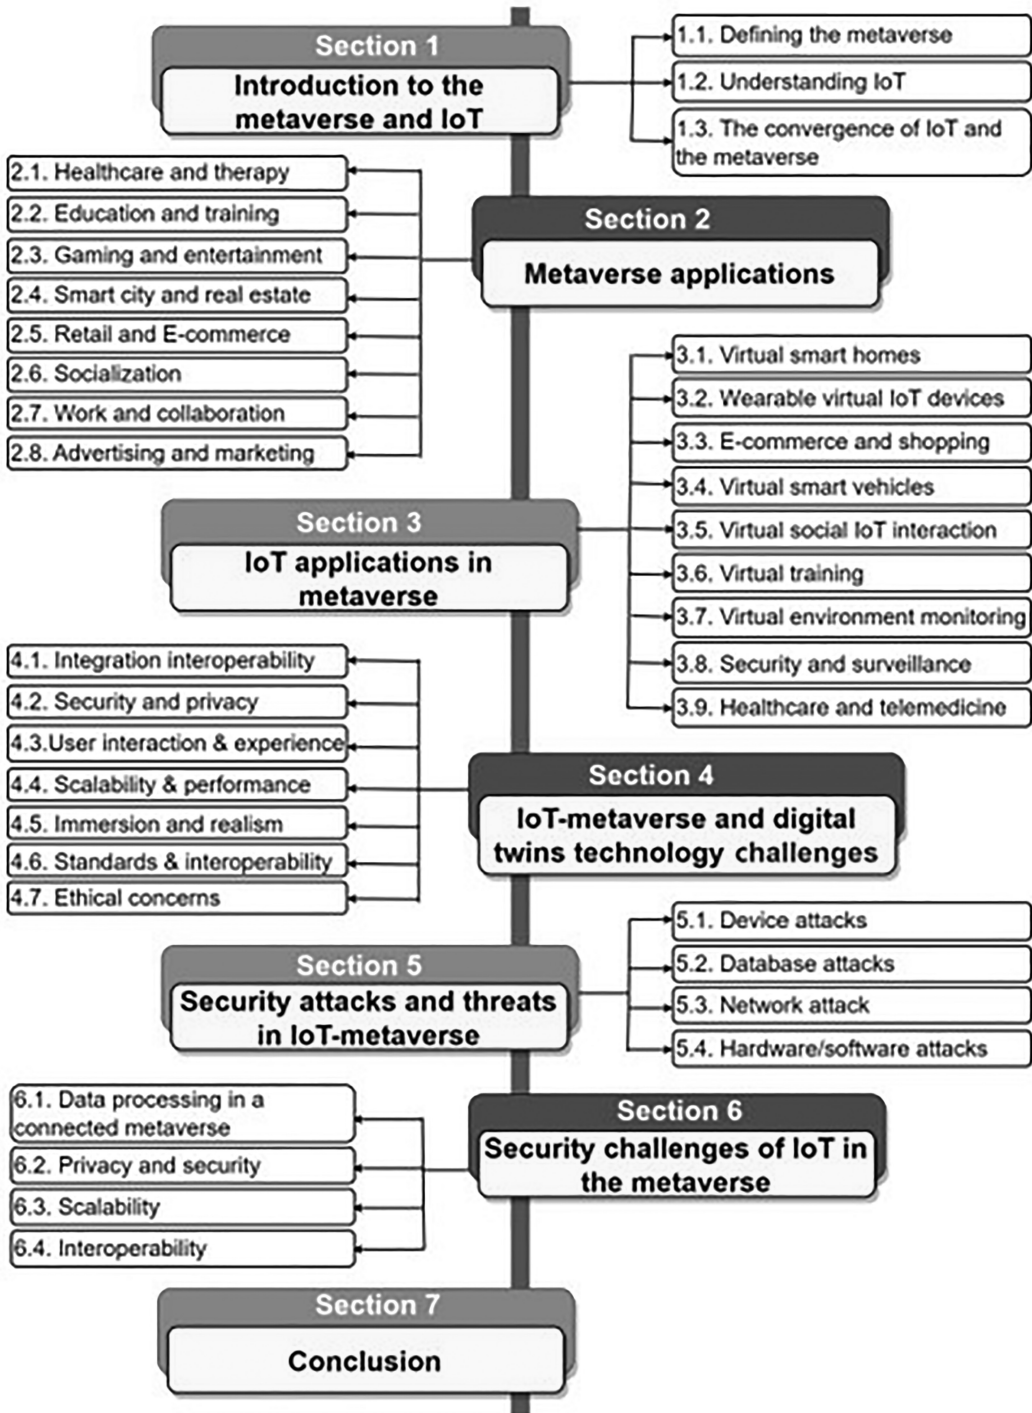 Section 1
Introduction to the
metaverse and IoT
1.1. Defining the metaverse
1.2. Understanding IoT
1.3. The convergence of IoT and
the metaverse
Section 2
Metaverse applications
2.1. Healthcare and therapy
2.2. Education and training
2.3. Gaming and entertainment
2.4. Smart city and real estate
2.5. Retail and E-commerce
2.6. Socialization
2.7. Work and collaboration
2.8. Advertising and marketing
Section 3
IoT applications in
metaverse
3.1. Virtual smart homes
3.2. Wearable virtual IoT devices
3.3. E-commerce and shopping
3.4. Virtual smart vehicles
3.5. Virtual social IoT interaction
3.6. Virtual training
3.7. Virtual environment monitoring
3.8. Security and surveillance
3.9. Healthcare and telemedicine
Section 4
IoT-metaverse and digital
twins technology challenges
4.1. Integration interoperability
4.2. Security and privacy
4.3.User interaction & experience
4.4. Scalability & performance
4.5. Immersion and realism
4.6. Standards & interoperability
4.7. Ethical concerns
Section 5
Security attacks and threats
in IoT-metaverse
5.1. Device attacks
5.2. Database attacks
5.3. Network attack
5.4. Hardware/software attacks
Section 6
Security challenges of IoT in
the metaverse
6.1. Data processing in a
connected metaverse
6.2. Privacy and security
6.3. Scalability
6.4. Interoperability
Section 7
Conclusion